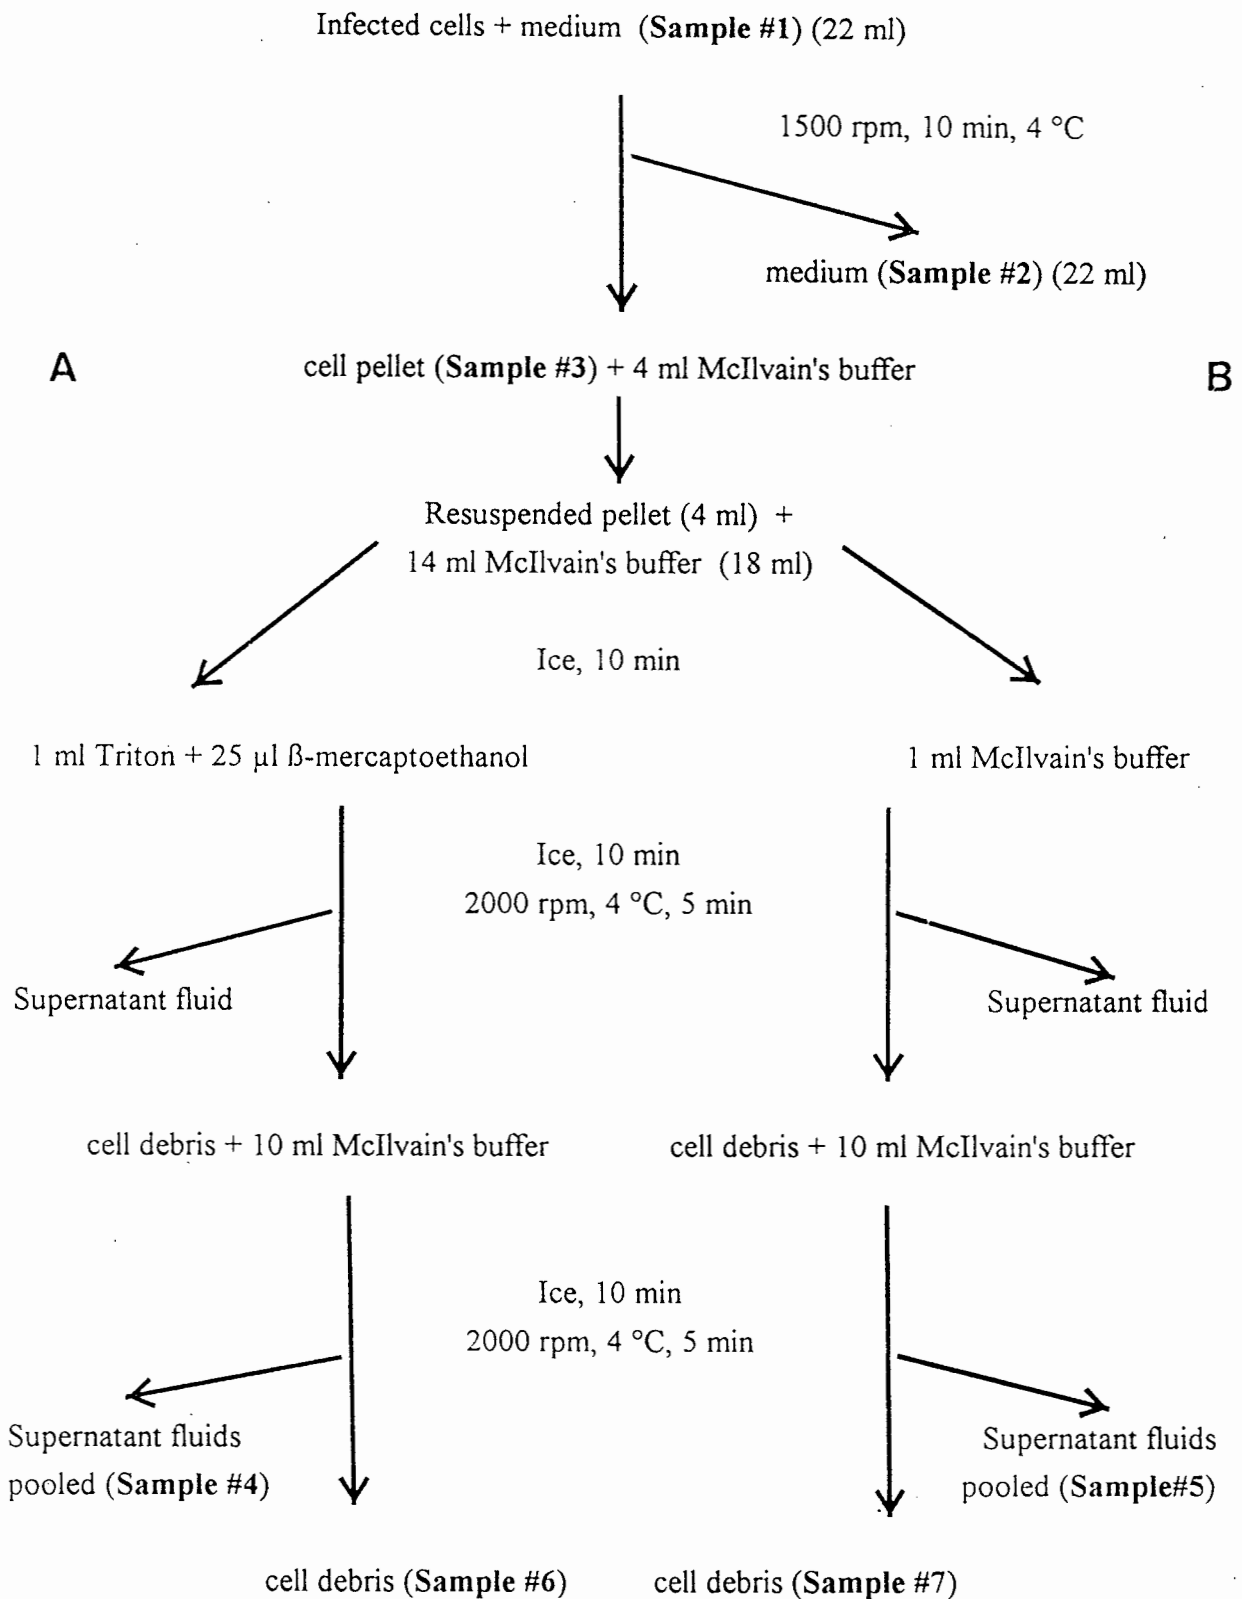 Infected cells + medium (Sample #1) (22 ml)
1500 rpm, 10 min, 4 °C
medium (Sample #2) (22 ml)
A
cell pellet (Sample #3) + 4 ml McIlvain's buffer
B
Resuspended pellet (4 ml) +
14 ml McIlvain's buffer (18 ml)
Ice, 10 min
1 ml Triton + 25 µl ß-mercaptoethanol
1 ml McIlvain's buffer
Ice, 10 min
2000 rpm, 4 °C, 5 min
Supernatant fluid
Supernatant fluid
cell debris + 10 ml McIlvain's buffer
cell debris + 10 ml McIlvain's buffer
Ice, 10 min
2000 rpm, 4 °C, 5 min
Supernatant fluids
pooled (Sample #4)
Supernatant fluids
pooled (Sample#5)
cell debris (Sample #6)
cell debris (Sample #7)